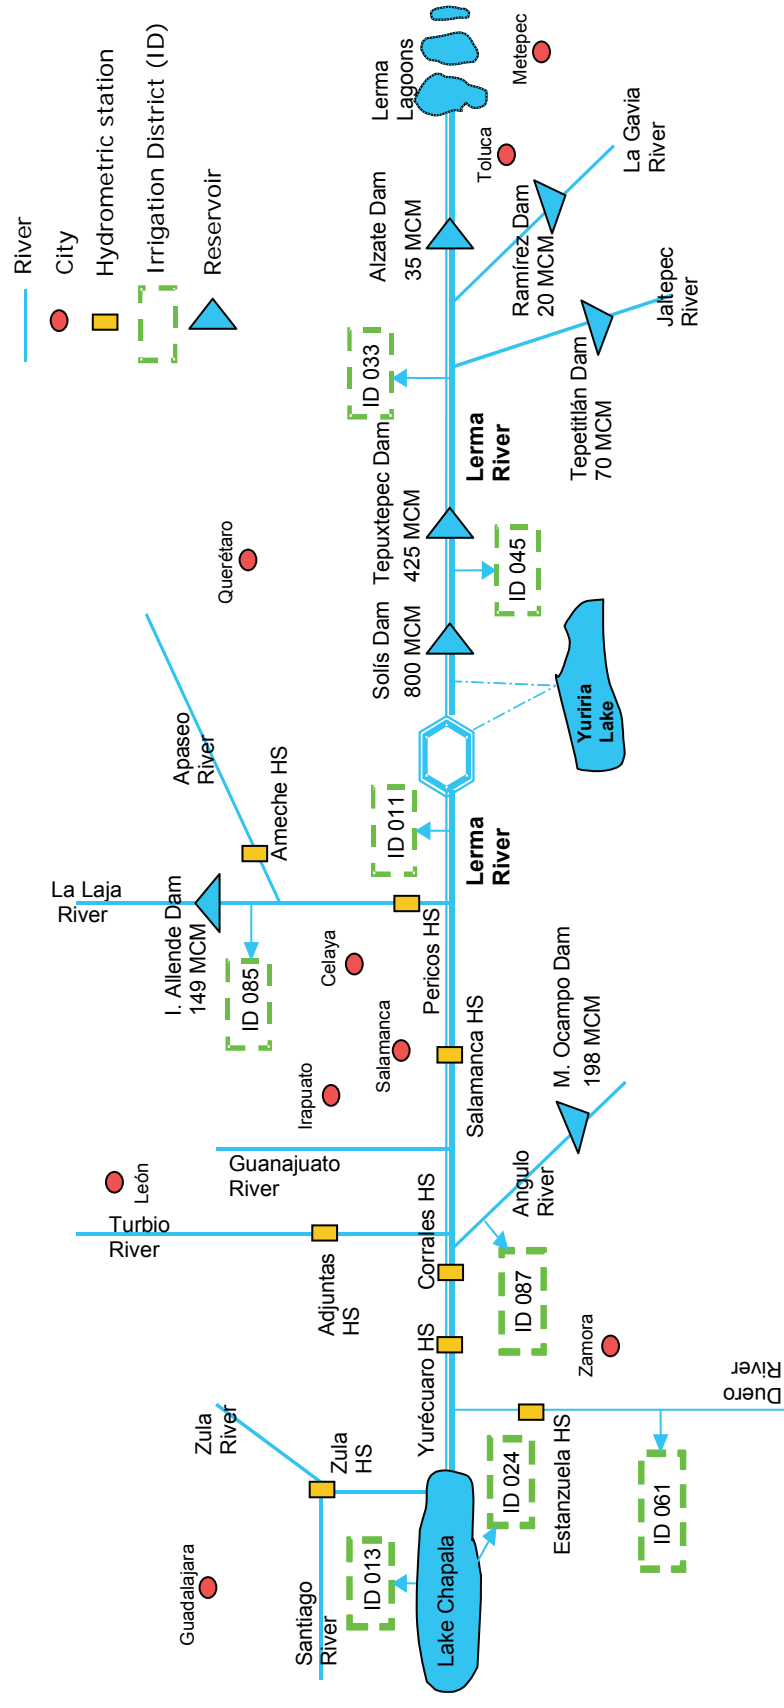 River
City
Hydrometric station
Irrigation District (ID)
Reservoir
Guadalajara
Santiago
River
Zula
River
Zula
HS
ID 013
Lake Chapala
ID 024
Yurécuaro HS
Estanzuela HS
ID 061
Duero
River
Zamora
León
Turbio
River
Adjuntas
HS
Corrales HS
ID 087
Angulo
River
M. Ocampo Dam
198 MCM
Guanajuato
River
Irapuato
Salamanca
Salamanca HS
Celaya
Pericos HS
La Laja
River
I. Allende Dam
149 MCM
ID 085
Apaseo
River
Ameche HS
Querétaro
ID 011
Lerma
River
Yuriria
Lake
Solís Dam
800 MCM
Tepuxtepec Dam
425 MCM
ID 045
Lerma
River
ID 033
Tepetitlán Dam
70 MCM
Jaltepec
River
Ramírez Dam
20 MCM
La Gavia
River
Alzate Dam
35 MCM
Toluca
Lerma
Lagoons
Metepec